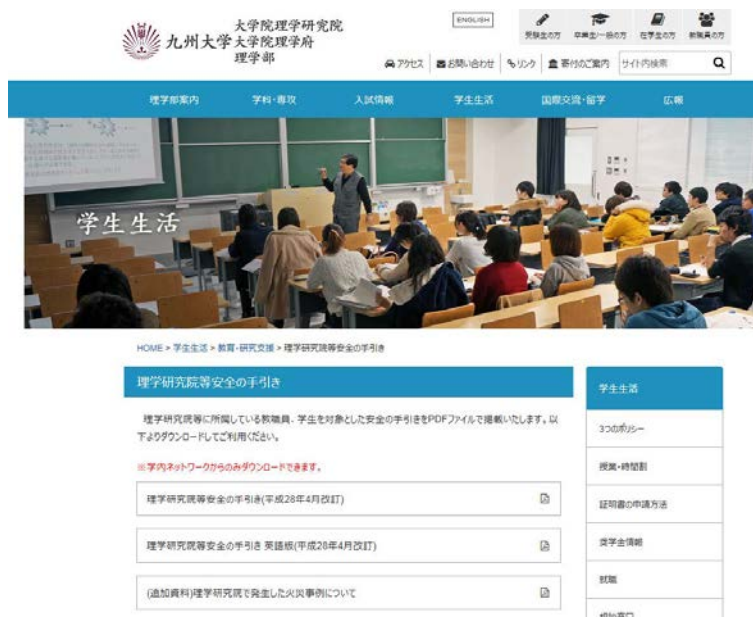 九州大学
大学院理学研究院
大学院理学府
理学部
ENGLISH
受験生の方
卒業生/一般の方
在学生の方
教職員の方
アクセス
お問い合わせ
リンク
寄付のご案内
サイト内検索
理学部案内
学科・専攻
入試情報
学生生活
国際交流・留学
広報
学生生活
HOME > 学生生活 > 教育・研究支援 > 理学研究院等安全の手引き
理学研究院等安全の手引き
理学研究院等に所属している教職員、学生を対象とした安全の手引きをPDFファイルで掲載いたします。以
下よりダウンロードしてご利用ください。
※学内ネットワークからのみダウンロードできます。
理学研究院等安全の手引き(平成28年4月改訂)
理学研究院等安全の手引き 英語版(平成28年4月改訂)
(追加資料)理学研究院で発生した火災事例について
学生生活
3つのポリシー
授業・時間割
証明書の申請方法
奨学金情報
就職